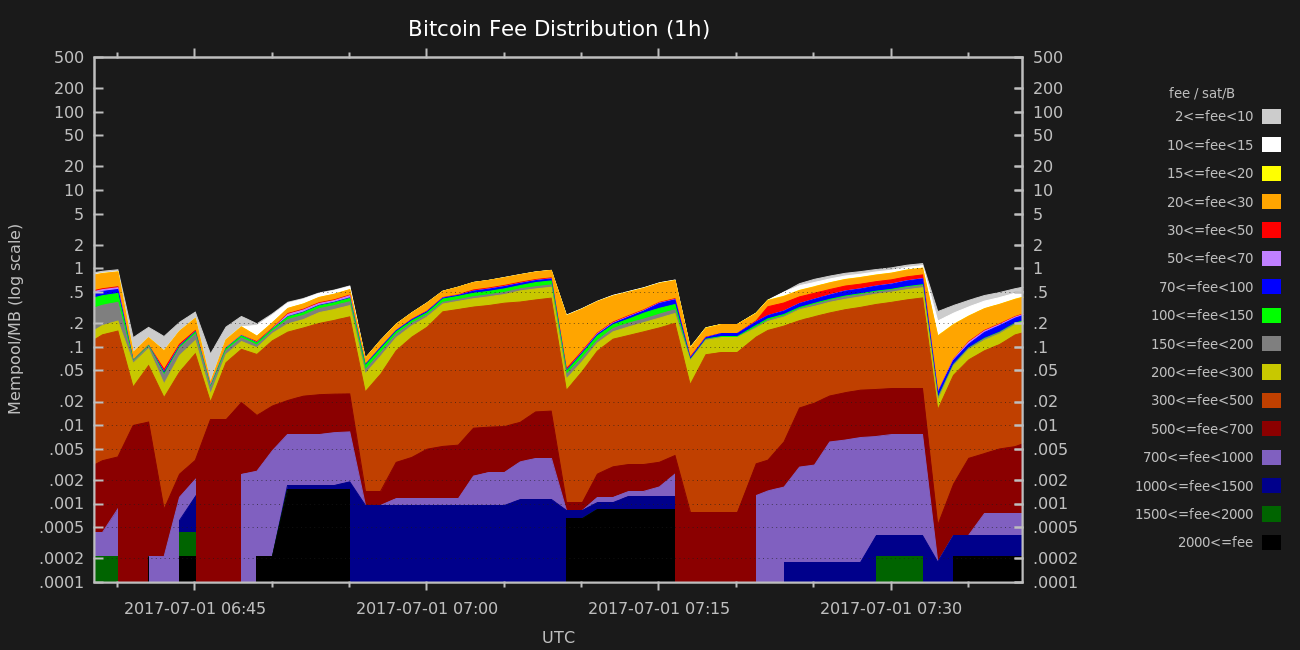 Bitcoin Fee Distribution (1h)
500 500
200 200
100 100
50 50
20 20
10 10
5 5
2 2
1 1
.5 .5
.2 .2
.1 .1
.05 .05
.02 .02
.01 .01
.005 .005
.002 .002
.001 .001
.0005 .0005
.0002 .0002
.0001 .0001
Mempool/MB (log scale)
2017-07-01 06:45 2017-07-01 07:00 2017-07-01 07:15 2017-07-01 07:30
UTC
fee / sat/B
2<=fee<10
10<=fee<15
15<=fee<20
20<=fee<30
30<=fee<50
50<=fee<70
70<=fee<100
100<=fee<150
150<=fee<200
200<=fee<300
300<=fee<500
500<=fee<700
700<=fee<1000
1000<=fee<1500
1500<=fee<2000
2000<=fee